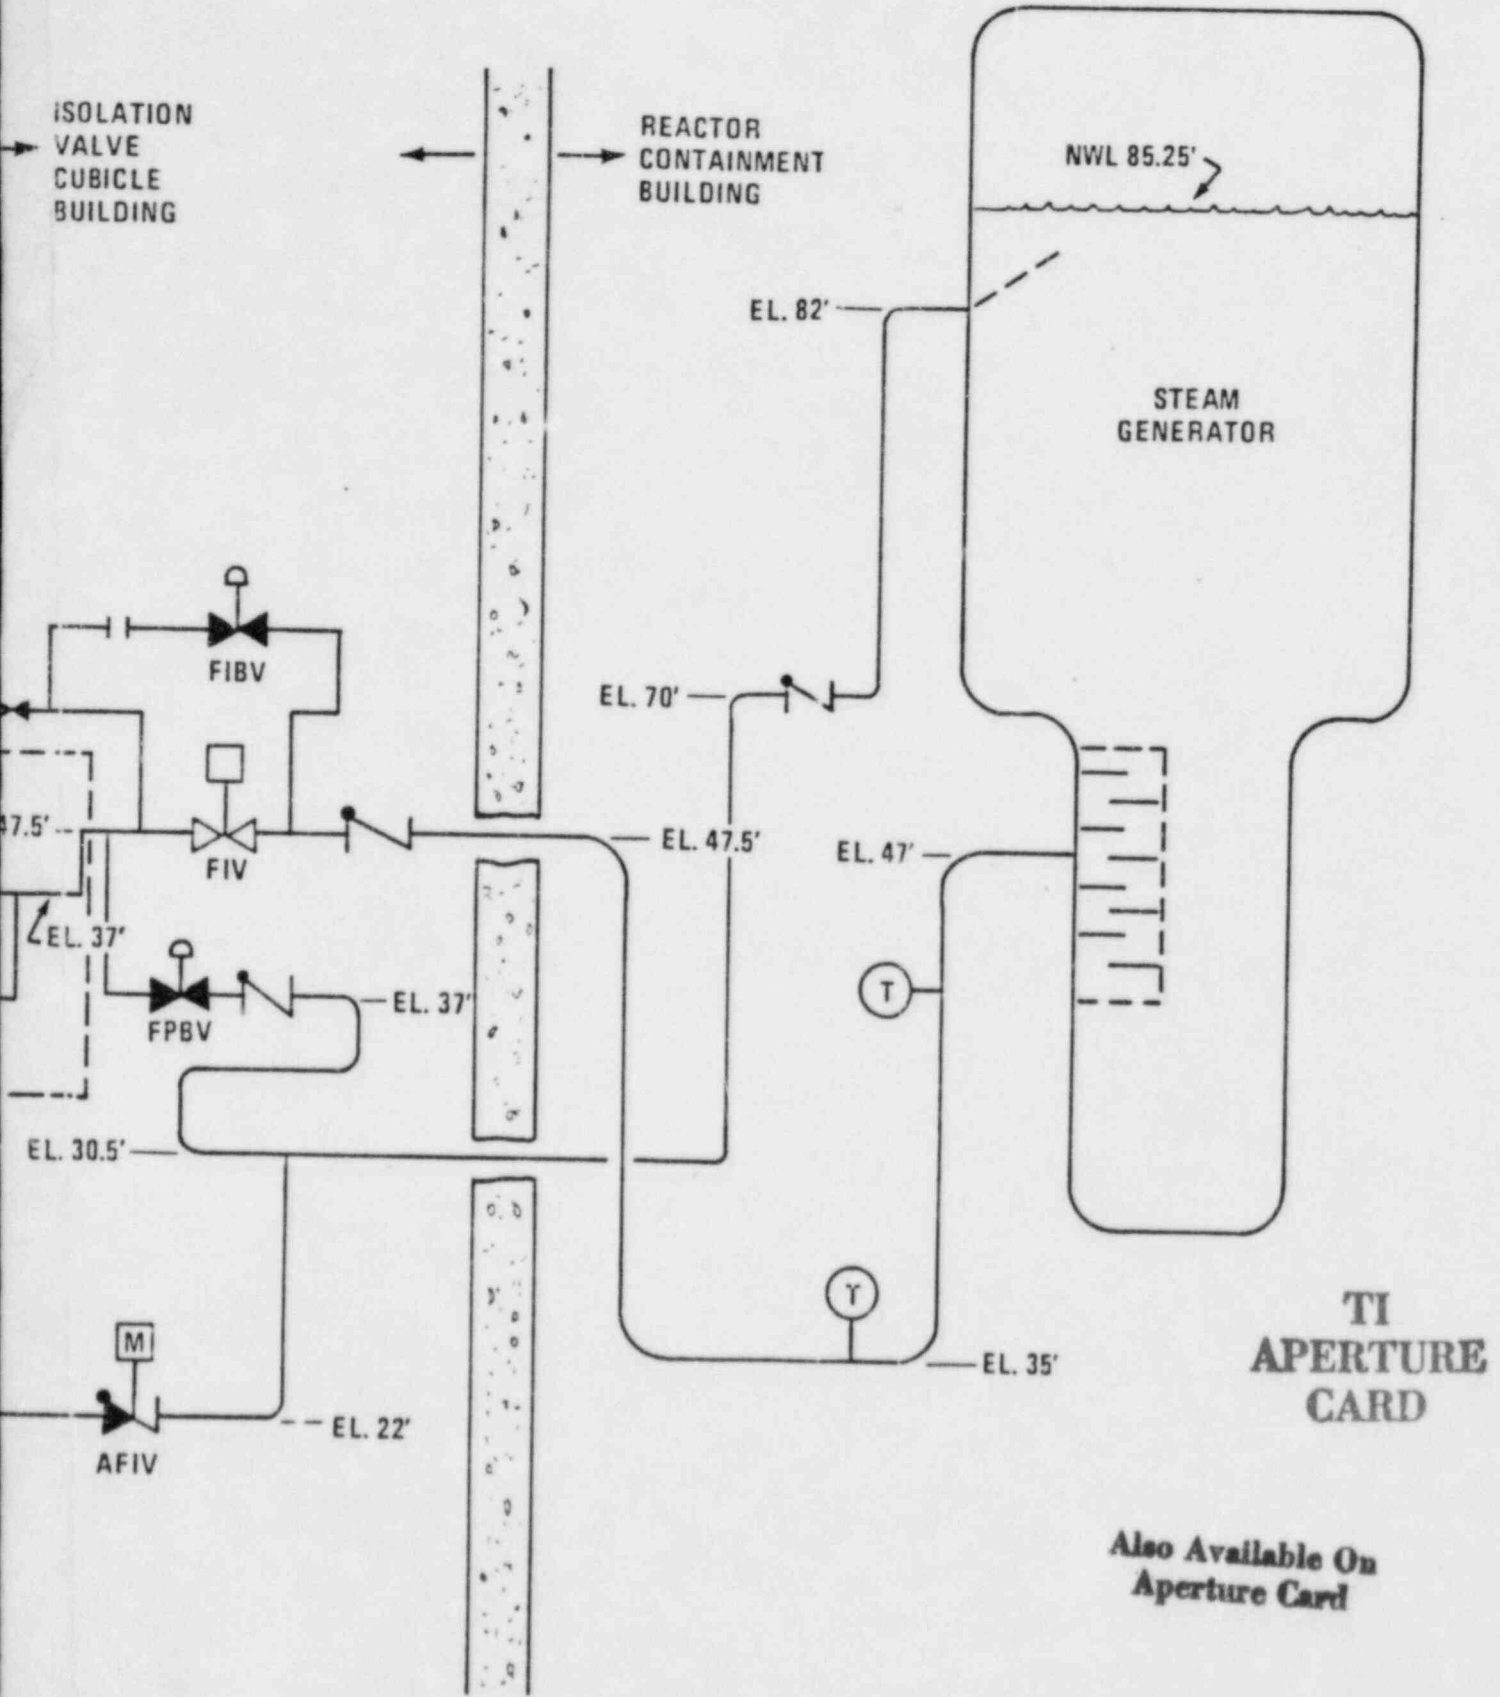 ISOLATION
VALVE
CUBICLE
BUILDING
REACTOR
CONTAINMENT
BUILDING
NWL 85.25'
EL. 82'
STEAM
GENERATOR
FIBV
EL. 70'
47.5'
EL. 47.5'
EL. 47'
FIV
EL. 37'
T
EL. 37'
FPBV
EL. 30.5'
T
M
EL. 35'
EL. 22'
AFIV
TI
APERTURE
CARD
Also Available On
Aperture Card